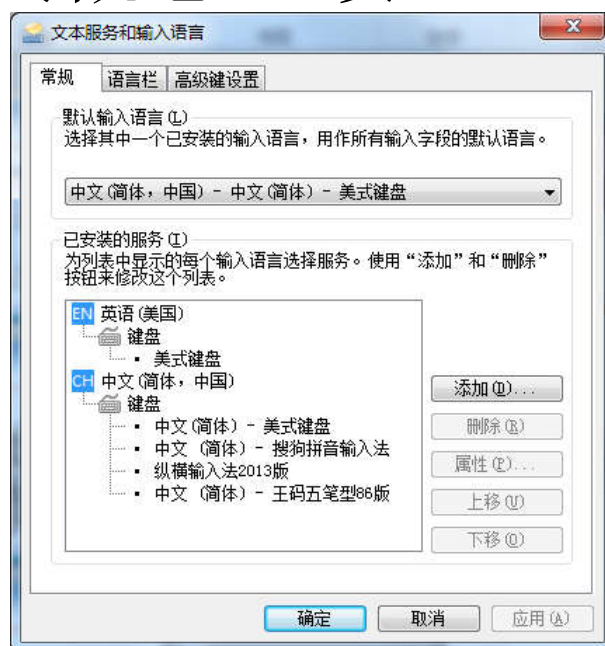 文本服务和输入语言
常规 语言栏 高级键设置
默认输入语言(L)
选择其中一个已安装的输入语言，用作所有输入字段的默认语言。
中文(简体，中国) - 中文(简体) - 美式键盘
已安装的服务(I)
为列表中显示的每个输入语言选择服务。使用“添加”和“删除”
按钮来修改这个列表。
EN 英语(美国)
键盘
美式键盘
CH 中文(简体，中国)
键盘
中文(简体) - 美式键盘
中文 (简体) - 搜狗拼音输入法
纵横输入法2013版
中文 (简体) - 王码五笔型86版
添加(D)...
删除(R)
属性(P)...
上移(U)
下移(O)
确定 取消 应用(A)